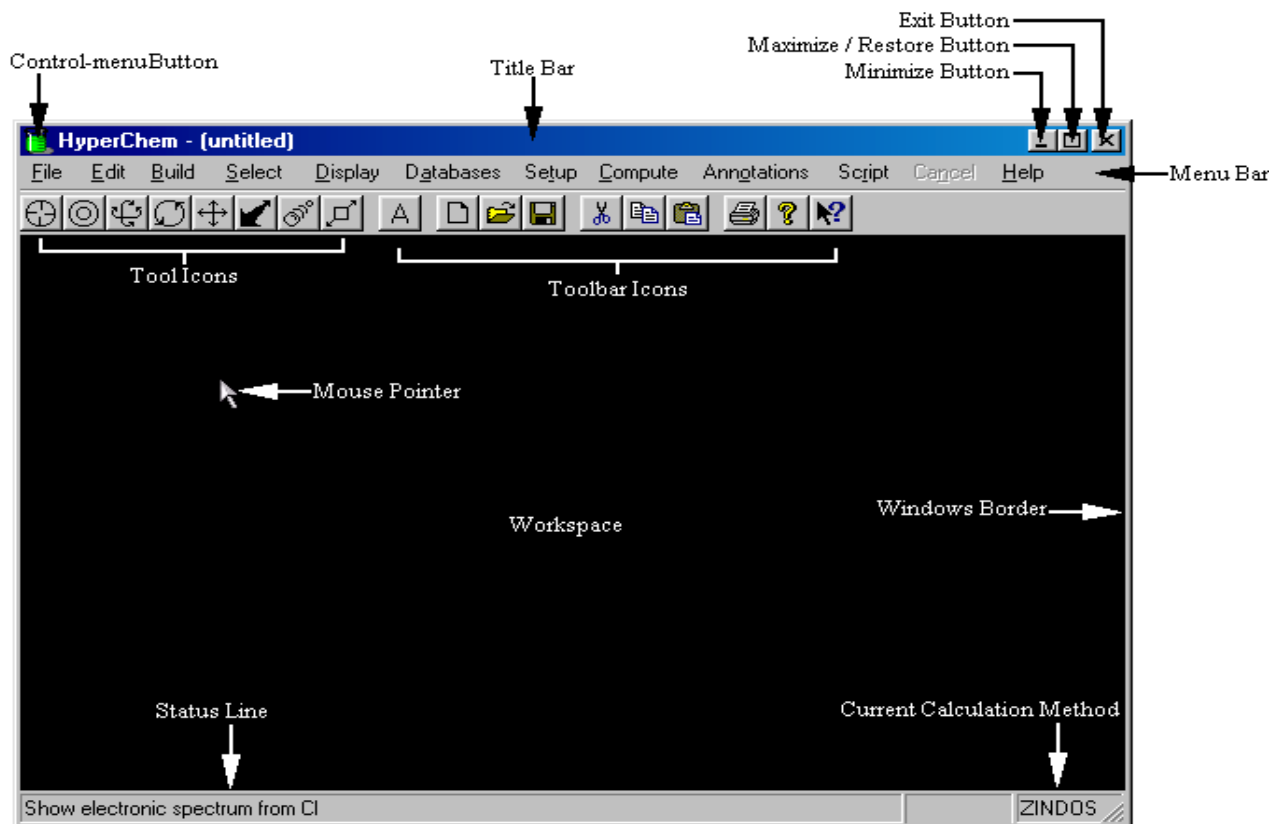 Exit Button
Maximize / Restore Button
Control-menuButton
Title Bar
Minimize Button
HyperChem - (untitled)
File Edit Build Select Display Databases Setup Compute Annotations Script Cancel Help
Menu Bar
A
Tool Icons
Toolbar Icons
Mouse Pointer
Windows Border
Workspace
Status Line
Current Calculation Method
Show electronic spectrum from CI
ZINDOS